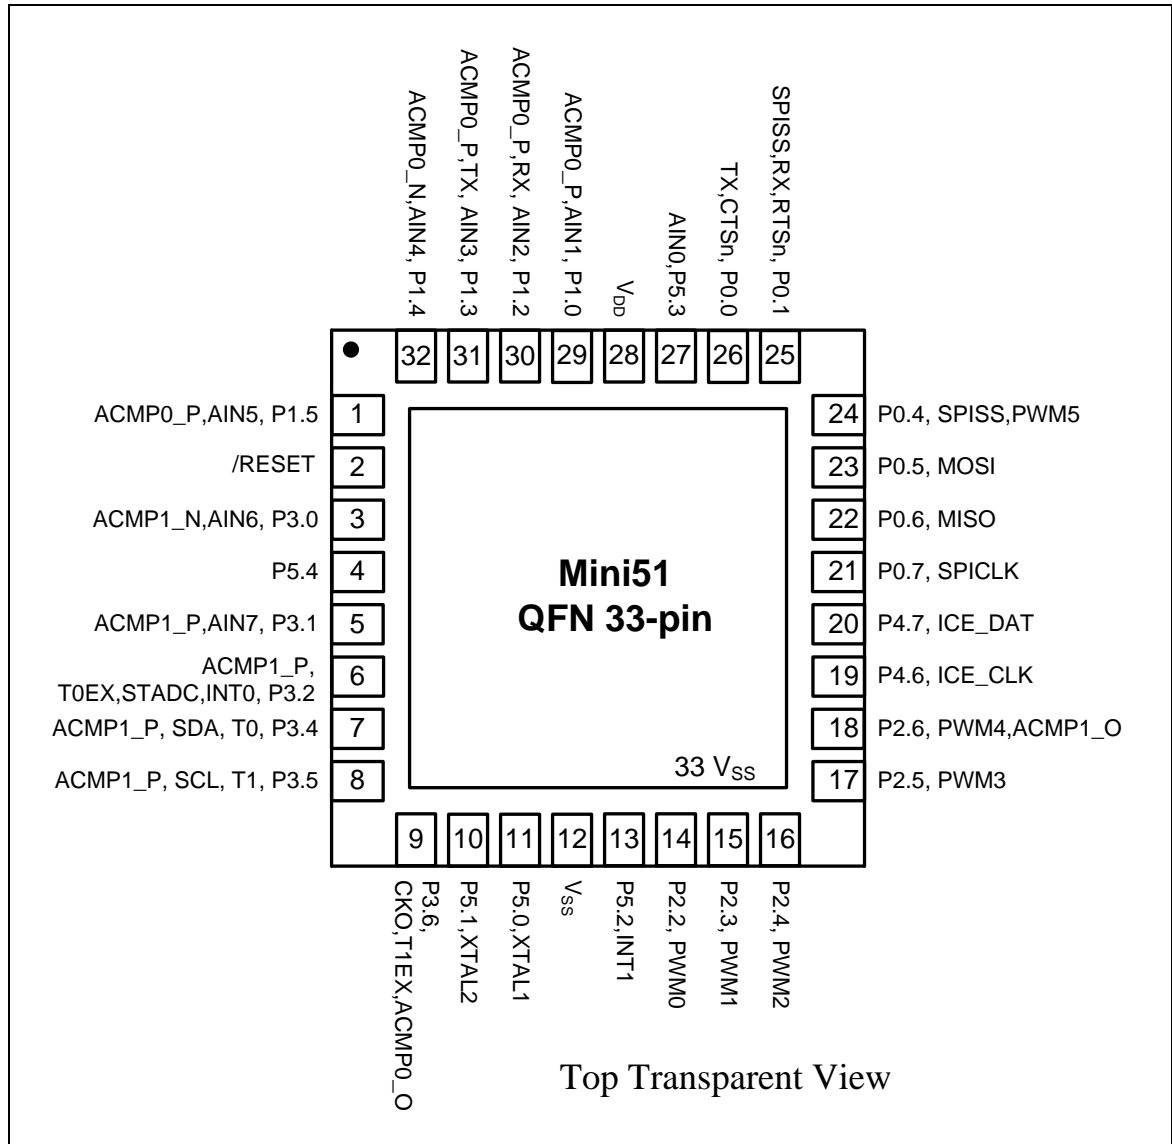 ACMP0_N,AIN4, P1.4
ACMP0_P,TX, AIN3, P1.3
ACMP0_P,RX, AIN2, P1.2
ACMP0_P,AIN1, P1.0
VDD
AIN0,P5.3
TX,CTSn, P0.0
SPISS,RX,RTSn, P0.1
32 31 30 29 28 27 26 25
ACMP0_P,AIN5, P1.5 1
/RESET 2
ACMP1_N,AIN6, P3.0 3
P5.4 4
ACMP1_P,AIN7, P3.1 5
ACMP1_P,
T0EX,STADC,INT0, P3.2 6
ACMP1_P, SDA, T0, P3.4 7
ACMP1_P, SCL, T1, P3.5 8
Mini51
QFN 33-pin
33 VSS
24 P0.4, SPISS,PWM5
23 P0.5, MOSI
22 P0.6, MISO
21 P0.7, SPICLK
20 P4.7, ICE_DAT
19 P4.6, ICE_CLK
18 P2.6, PWM4,ACMP1_O
17 P2.5, PWM3
9 10 11 12 13 14 15 16
P3.6,
CKO,T1EX,ACMP0_O
P5.1,XTAL2
P5.0,XTAL1
VSS
P5.2,INT1
P2.2, PWM0
P2.3, PWM1
P2.4, PWM2
Top Transparent View